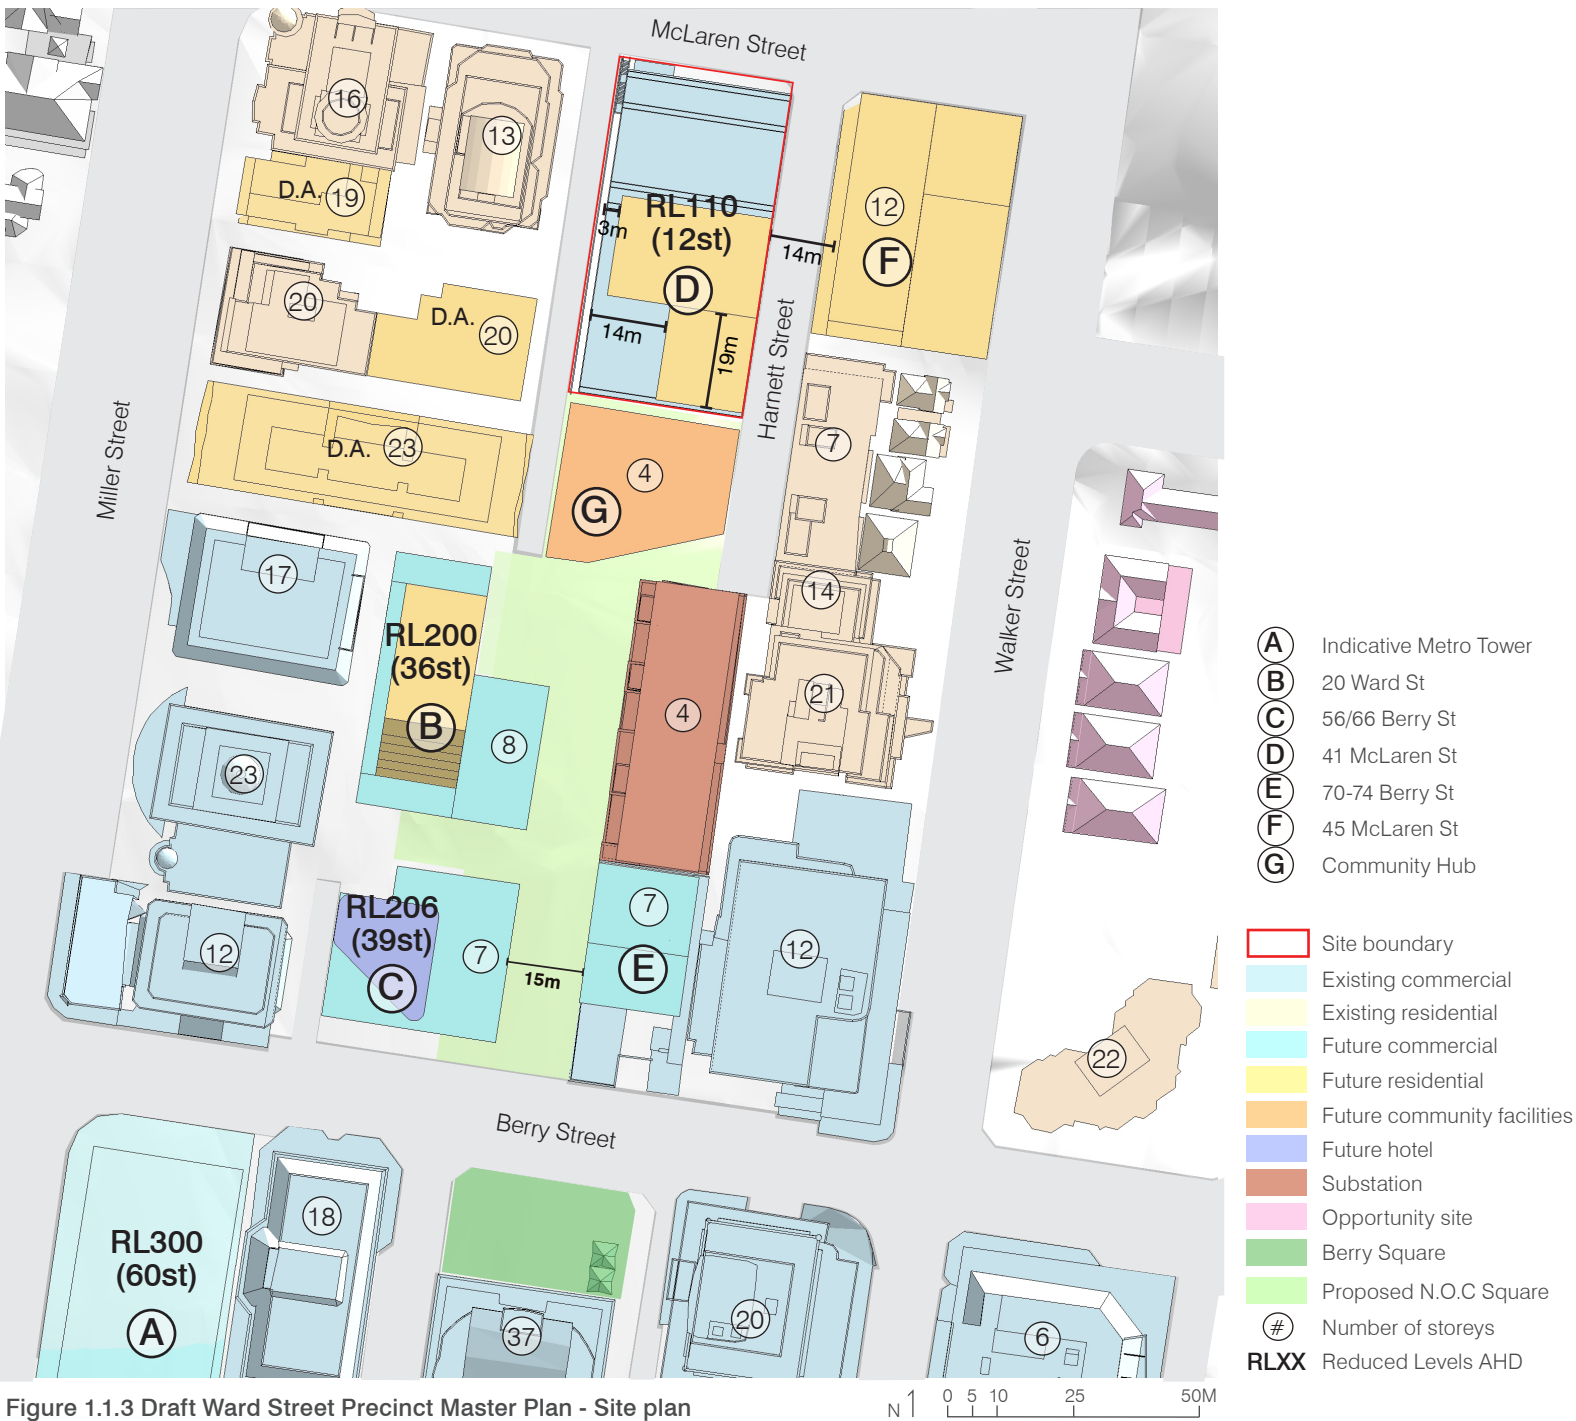 McLaren Street
16
13
D.A. 19
RL110
(12st)
3m
D
12
F
14m
20
D.A.
20
14m
19m
Harnett Street
D.A. 23
Miller Street
4
G
7
17
14
Walker Street
RL200
(36st)
B
8
4
21
23
RL206
(39st)
C
7
15m
7
E
12
12
22
Berry Street
RL300
(60st)
A
18
37
20
6
A Indicative Metro Tower
B 20 Ward St
C 56/66 Berry St
D 41 McLaren St
E 70-74 Berry St
F 45 McLaren St
G Community Hub
Site boundary
Existing commercial
Existing residential
Future commercial
Future residential
Future community facilities
Future hotel
Substation
Opportunity site
Berry Square
Proposed N.O.C Square
# Number of storeys
RLXX Reduced Levels AHD
Figure 1.1.3 Draft Ward Street Precinct Master Plan - Site plan
N
0 5 10 25 50M